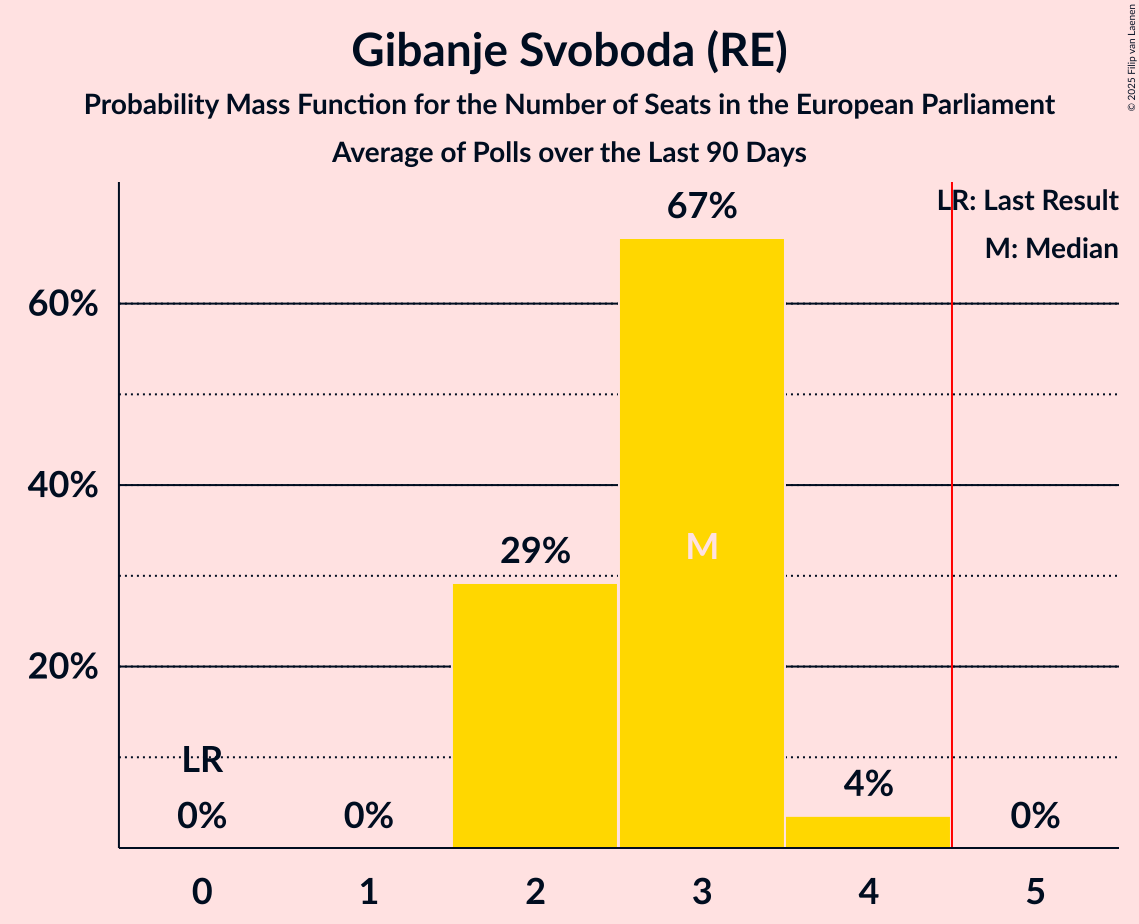 Gibanje Svoboda (RE)
Probability Mass Function for the Number of Seats in the European Parliament
Average of Polls over the Last 90 Days
© 2025 Filip van Laenen
LR: Last Result
M: Median
67%
60%
40%
29%
M
20%
LR
4%
0%
0%
0%
0 1 2 3 4 5